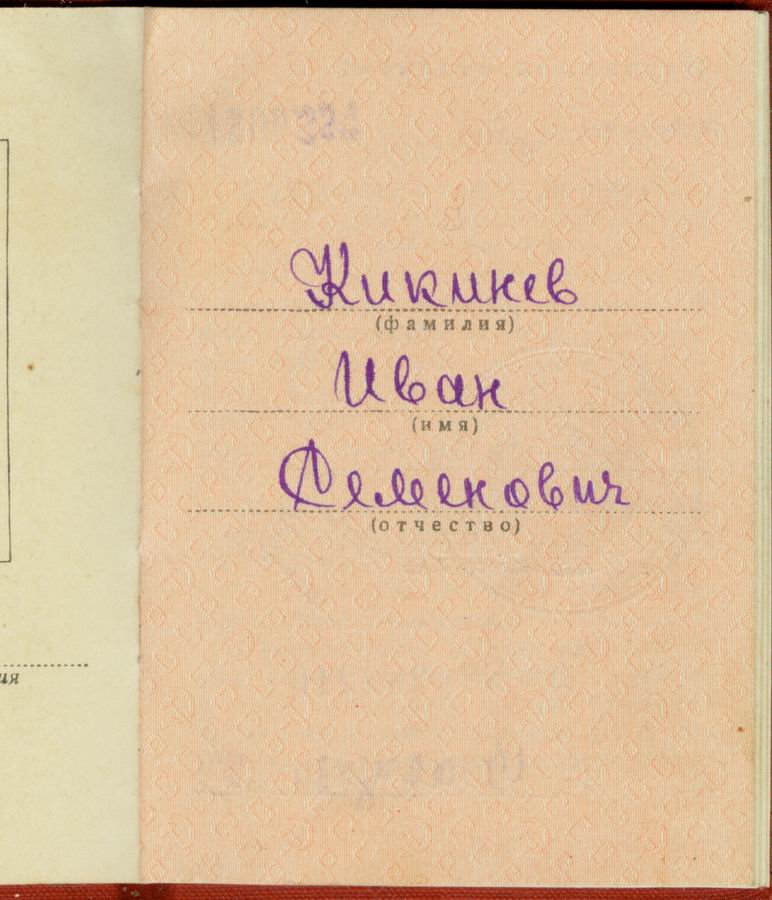 Кикинев
(фамилия)
Иван
(имя)
Семенович
(отчество)